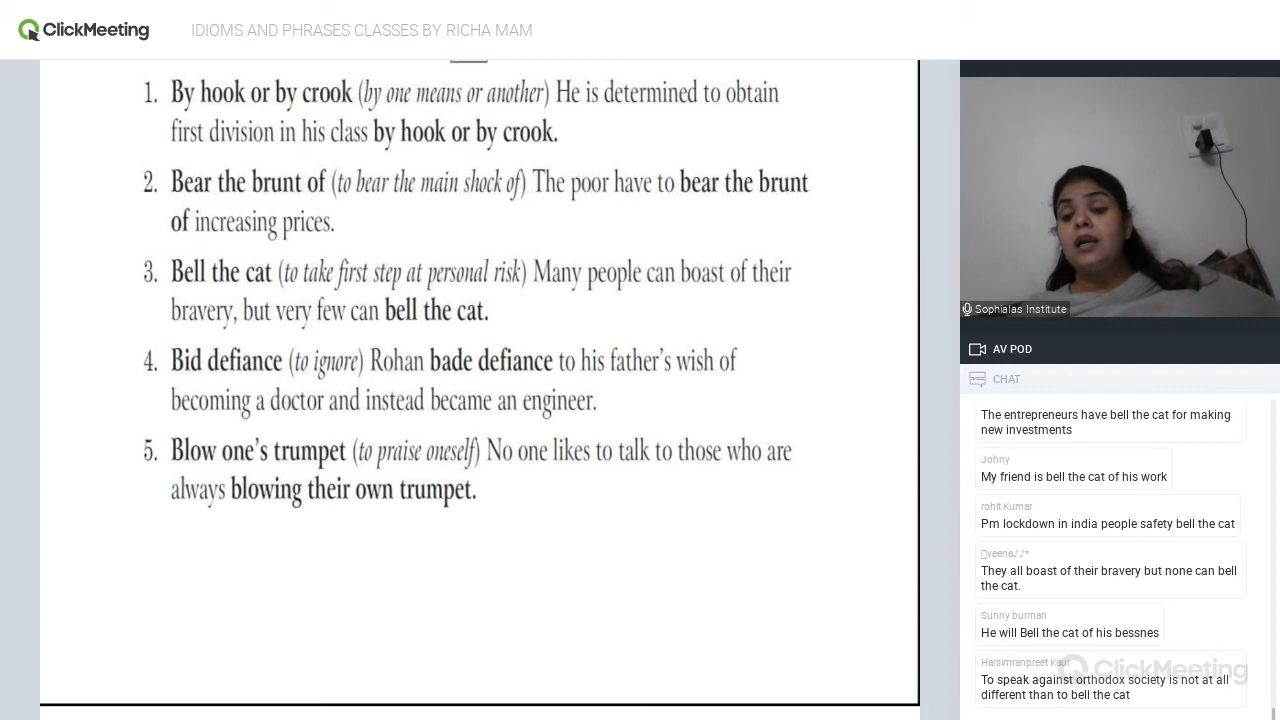 ClickMeeting
IDIOMS AND PHRASES CLASSES BY RICHA MAM
1. By hook or by crook (by one means or another) He is determined to obtain
first division in his class by hook or by crook.
2. Bear the brunt of (to bear the main shock of) The poor have to bear the brunt
of increasing prices.
3. Bell the cat (to take first step at personal risk) Many people can boast of their
bravery, but very few can bell the cat.
4. Bid defiance (to ignore) Rohan bade defiance to his father's wish of
becoming a doctor and instead became an engineer.
5. Blow one's trumpet (to praise oneself) No one likes to talk to those who are
always blowing their own trumpet.
Sophialas Institute
AV POD
CHAT
The entrepreneurs have bell the cat for making
new investments
Johny
My friend is bell the cat of his work
rohit Kumar
Pm lockdown in india people safety bell the cat
veena♪♪*
They all boast of their bravery but none can bell
the cat.
Sunny burman
He will Bell the cat of his bessnes
Harsimranpreet Kaur
To speak against orthodox society is not at all
different than to bell the cat
ClickMeeting